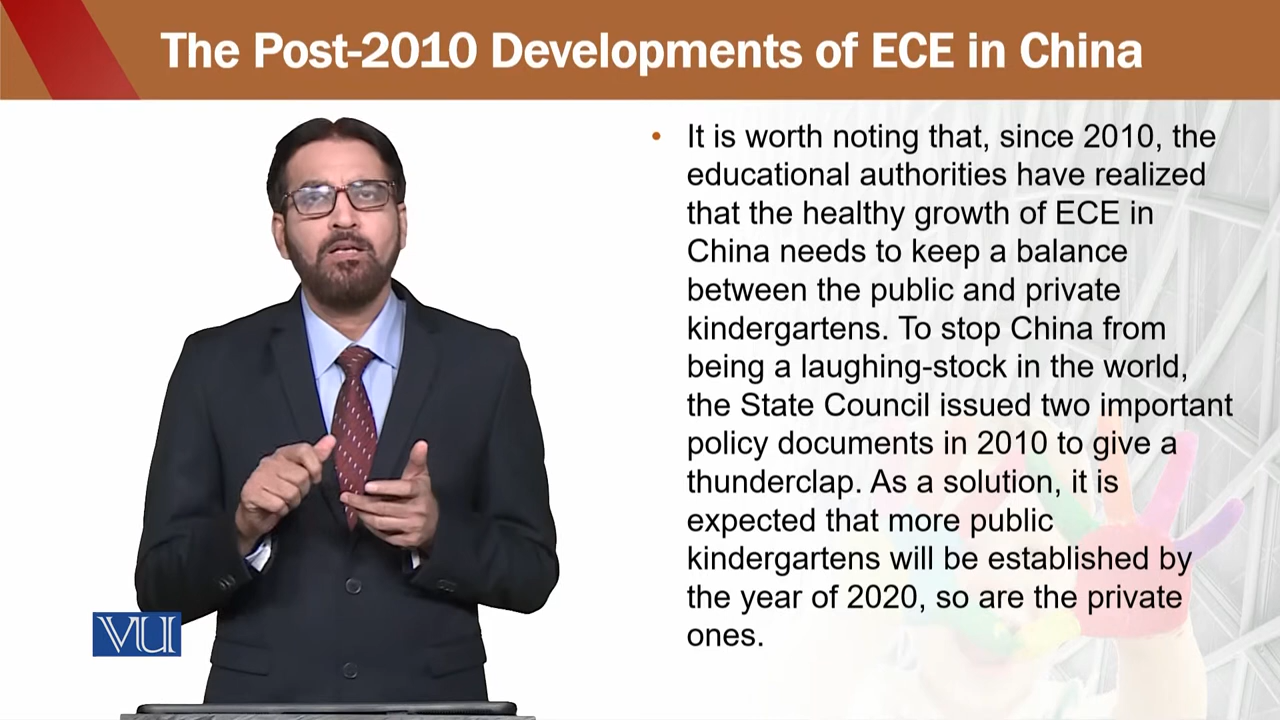 The Post-2010 Developments of ECE in China
• It is worth noting that, since 2010, the
educational authorities have realized
that the healthy growth of ECE in
China needs to keep a balance
between the public and private
kindergartens. To stop China from
being a laughing-stock in the world,
the State Council issued two important
policy documents in 2010 to give a
thunderclap. As a solution, it is
expected that more public
kindergartens will be established by
the year of 2020, so are the private
ones.
VU